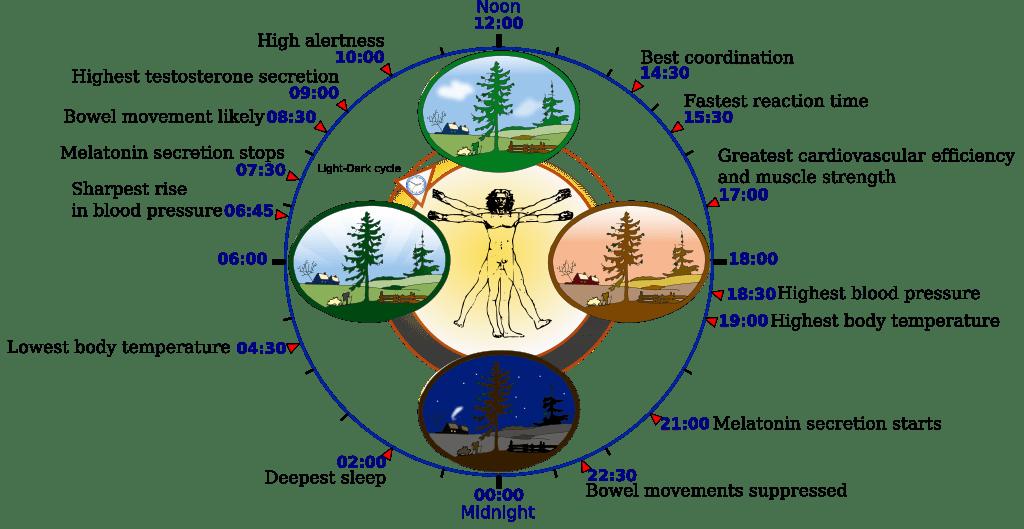 Noon
12:00
High alertness
10:00
Highest testosterone secretion
09:00
Bowel movement likely 08:30
Melatonin secretion stops
07:30
Sharpest rise
in blood pressure 06:45
06:00
Lowest body temperature 04:30
02:00
Deepest sleep
00:00
Midnight
Light-Dark cycle
Best coordination
14:30
Fastest reaction time
15:30
Greatest cardiovascular efficiency
and muscle strength
17:00
18:00
18:30 Highest blood pressure
19:00 Highest body temperature
21:00 Melatonin secretion starts
22:30
Bowel movements suppressed